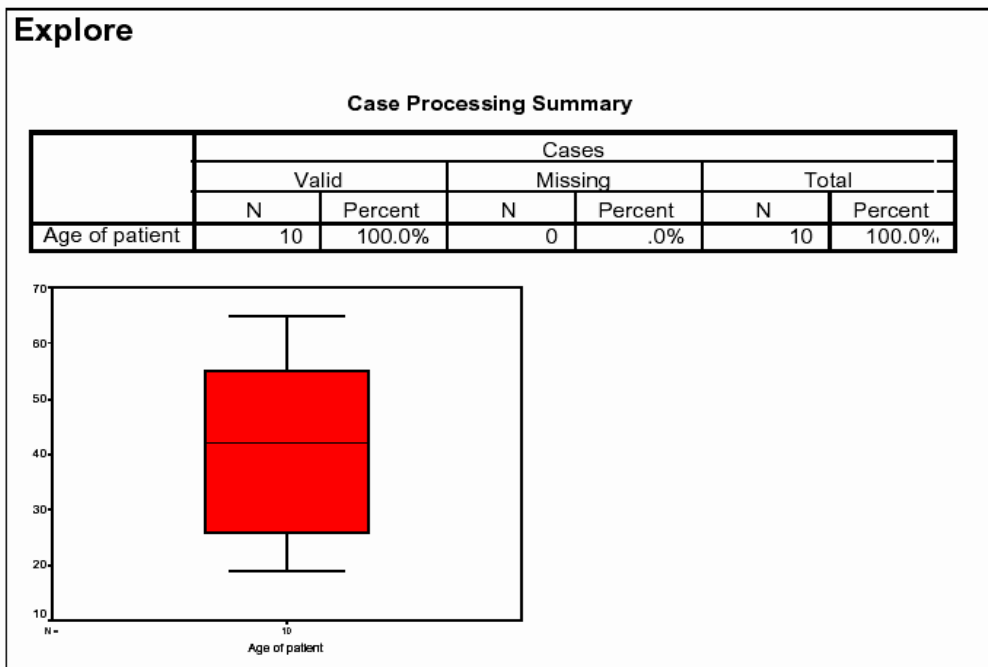 Explore
Case Processing Summary
Cases
Valid Missing Total
N Percent N Percent N Percent
Age of patient 10 100.0% 0 .0% 10 100.0%
70
60
50
40
30
20
10
N = 10
Age of patient